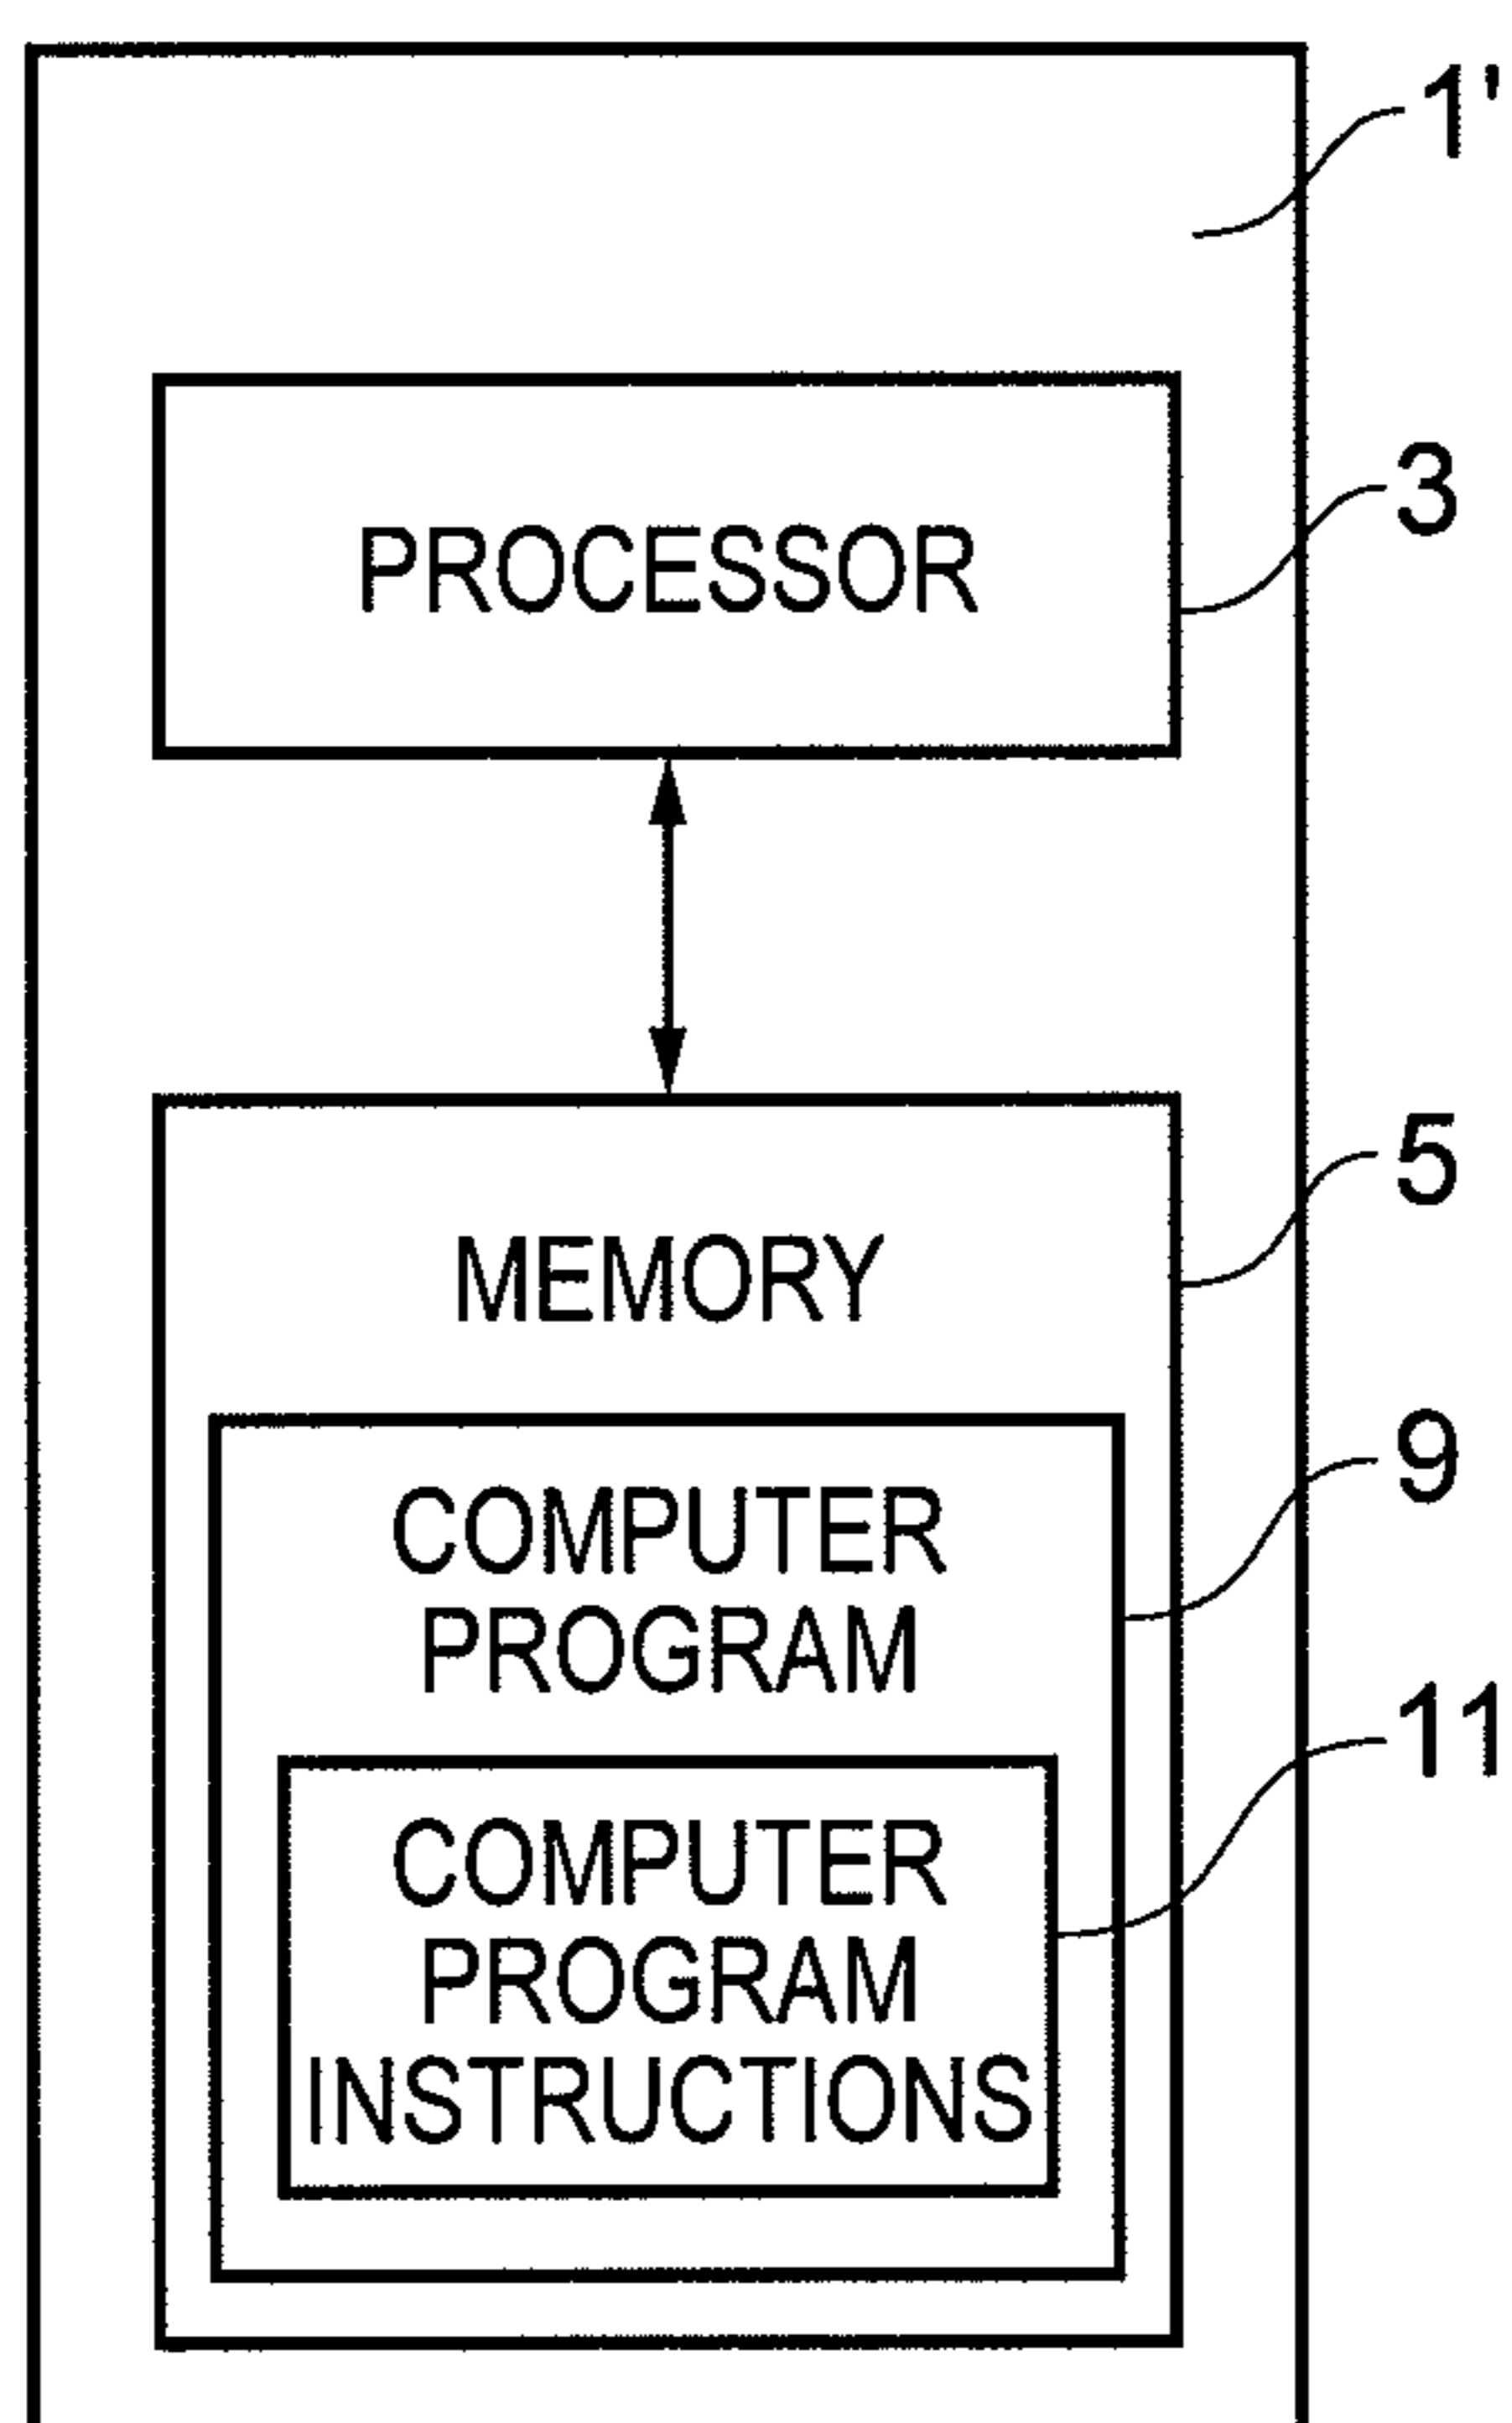 1'
PROCESSOR
3
MEMORY
5
COMPUTER
PROGRAM
9
COMPUTER
PROGRAM
INSTRUCTIONS
11